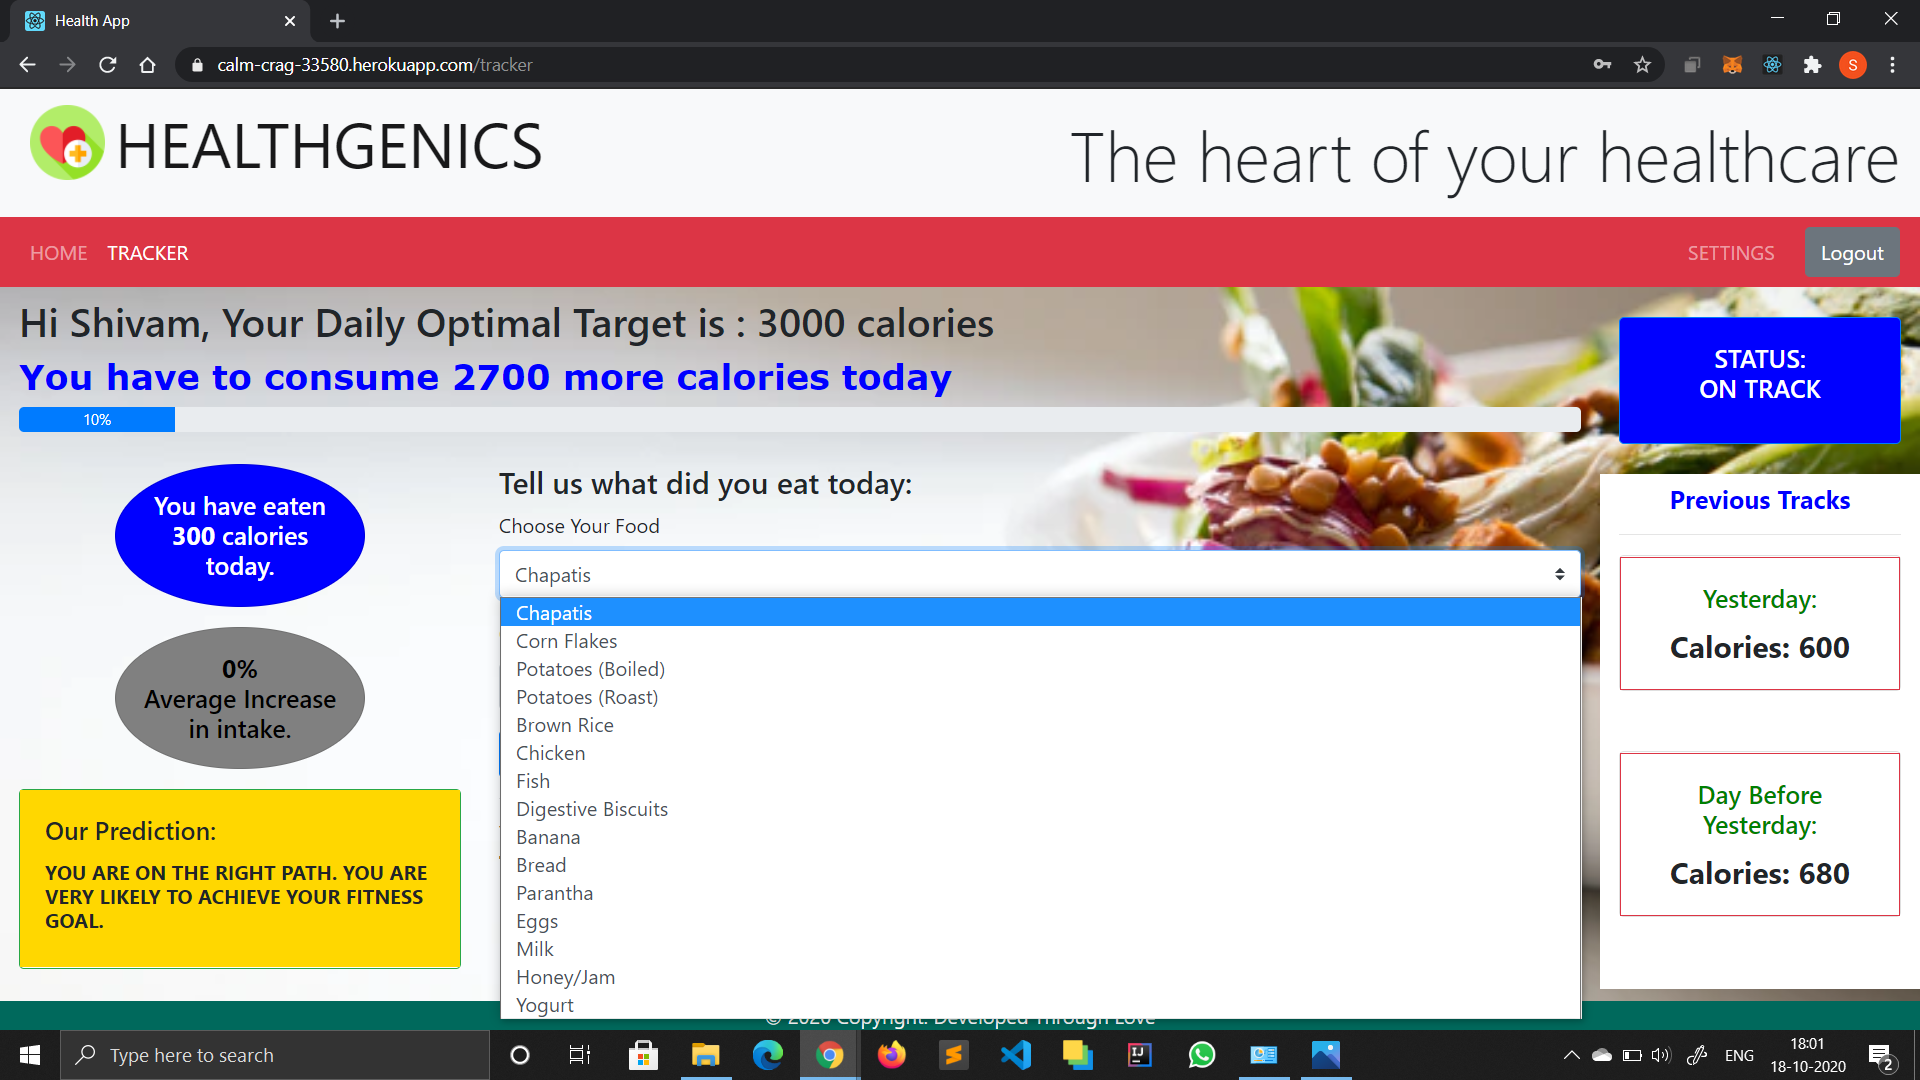 Health App
calm-crag-33580.herokuapp.com/tracker
S
HEALTHGENICS
The heart of your healthcare
HOME
TRACKER
SETTINGS
Logout
Hi Shivam, Your Daily Optimal Target is : 3000 calories
You have to consume 2700 more calories today
10%
STATUS:
ON TRACK
You have eaten
300 calories
today.
0%
Average Increase
in intake.
Our Prediction:
YOU ARE ON THE RIGHT PATH. YOU ARE
VERY LIKELY TO ACHIEVE YOUR FITNESS
GOAL.
Tell us what did you eat today:
Choose Your Food
Chapatis
Chapatis
Corn Flakes
Potatoes (Boiled)
Potatoes (Roast)
Brown Rice
Chicken
Fish
Digestive Biscuits
Banana
Bread
Parantha
Eggs
Milk
Honey/Jam
Yogurt
Previous Tracks
Yesterday:
Calories: 600
Day Before
Yesterday:
Calories: 680
© 2020 Copyright: Developed Through Love
Type here to search
IJ
ENG
18:01
18-10-2020
2